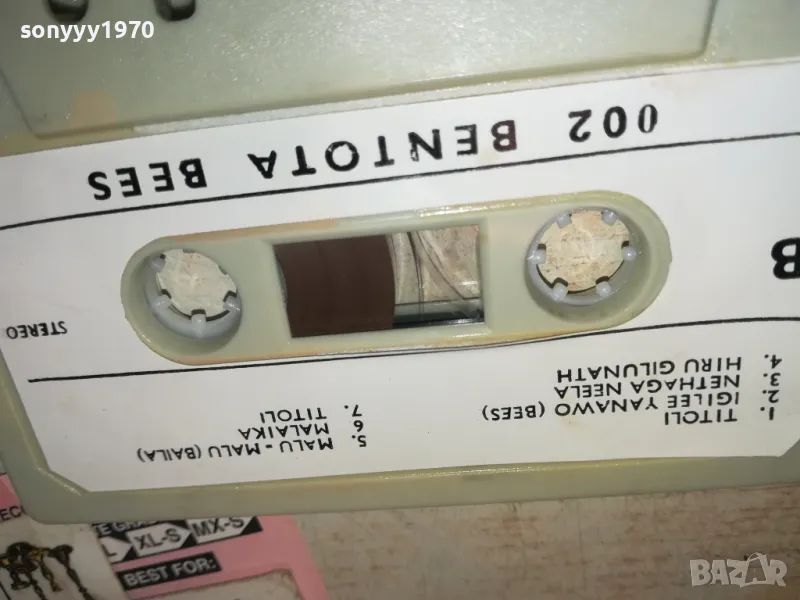 sonyyy1970
002 BENTOTA BEES
B
STEREO
1. TITOLI
2. IGILEE YANAWO (BEES)
3. NETHAGA NEELA
4. HIRU GILUNATH
5. MALU - MALU (BAILA)
6 MALAIKA
7. TITOLI
XL-S
MX-S
BEST FOR:
BAZAR